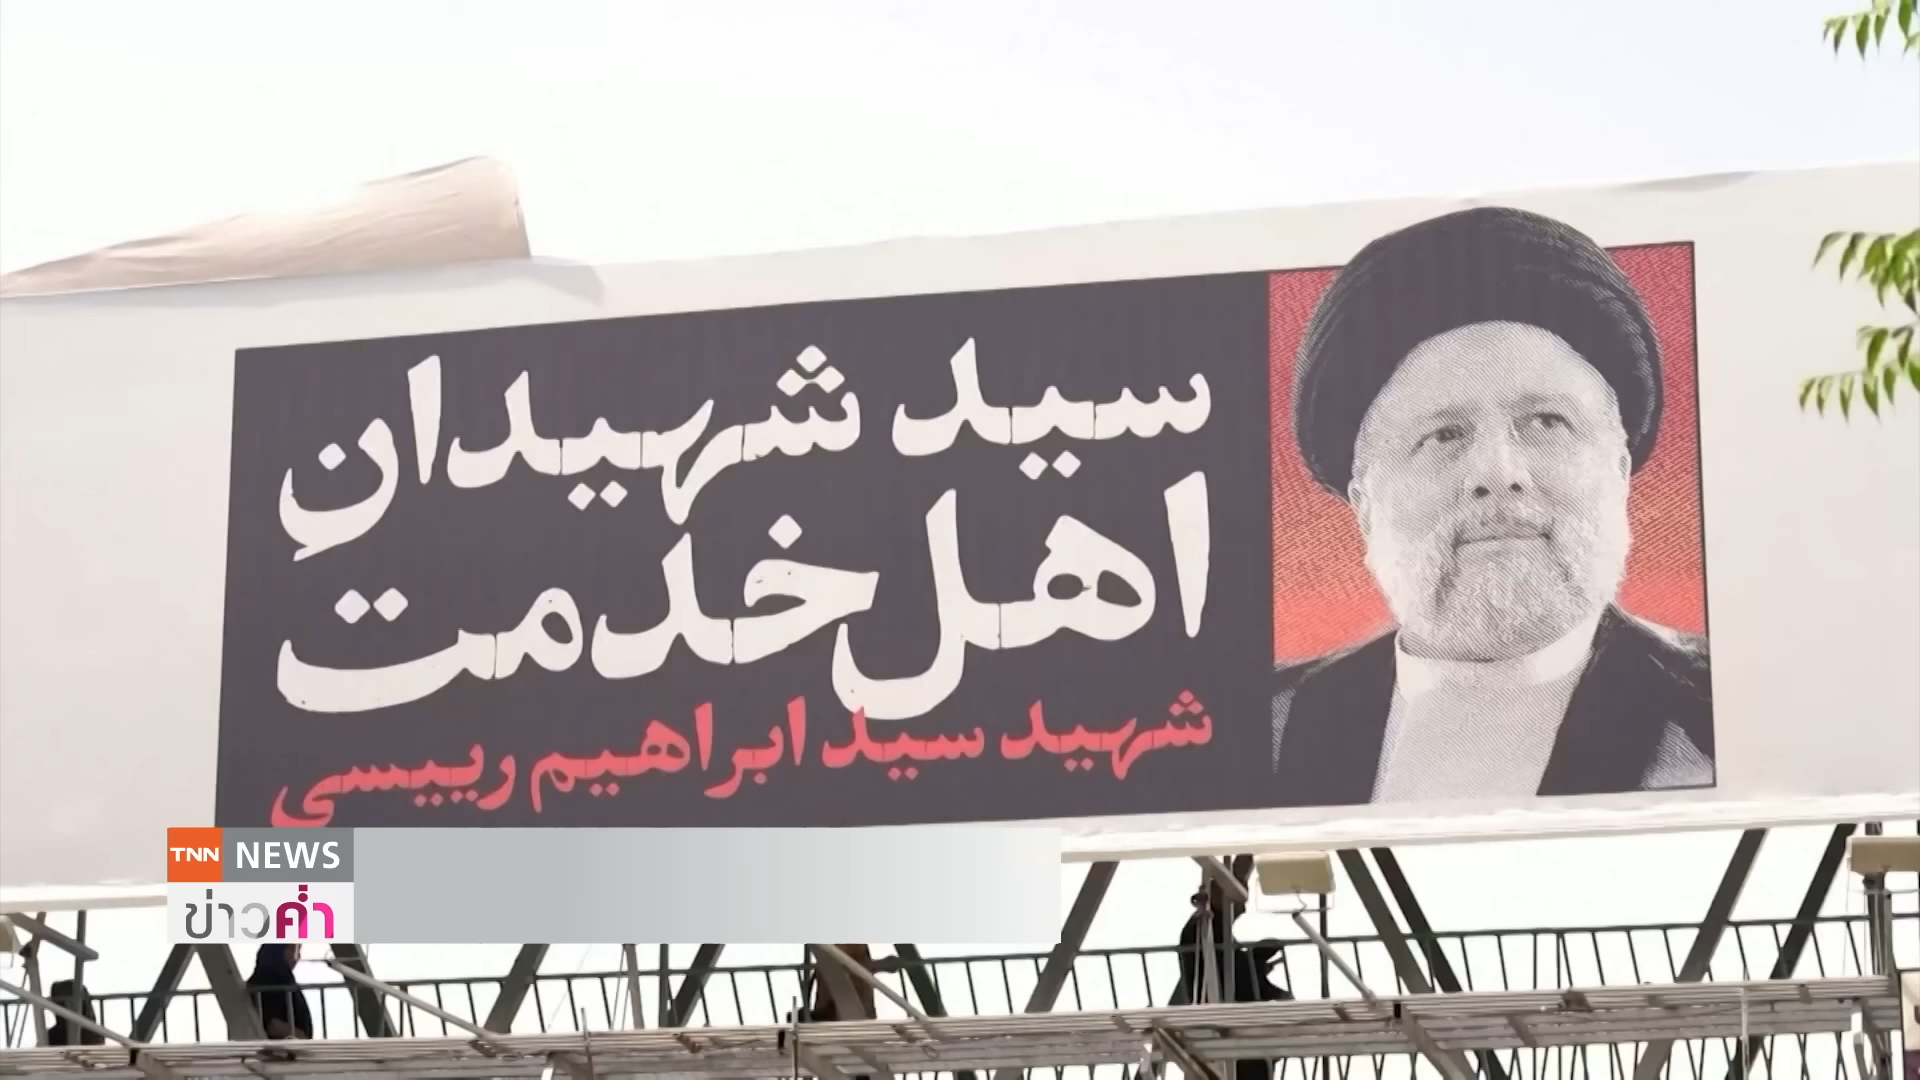 سید شهیدانِ
اهل خدمت
شهید سید ابراهیم رییسی
TNN NEWS
ข่าวค่ำ